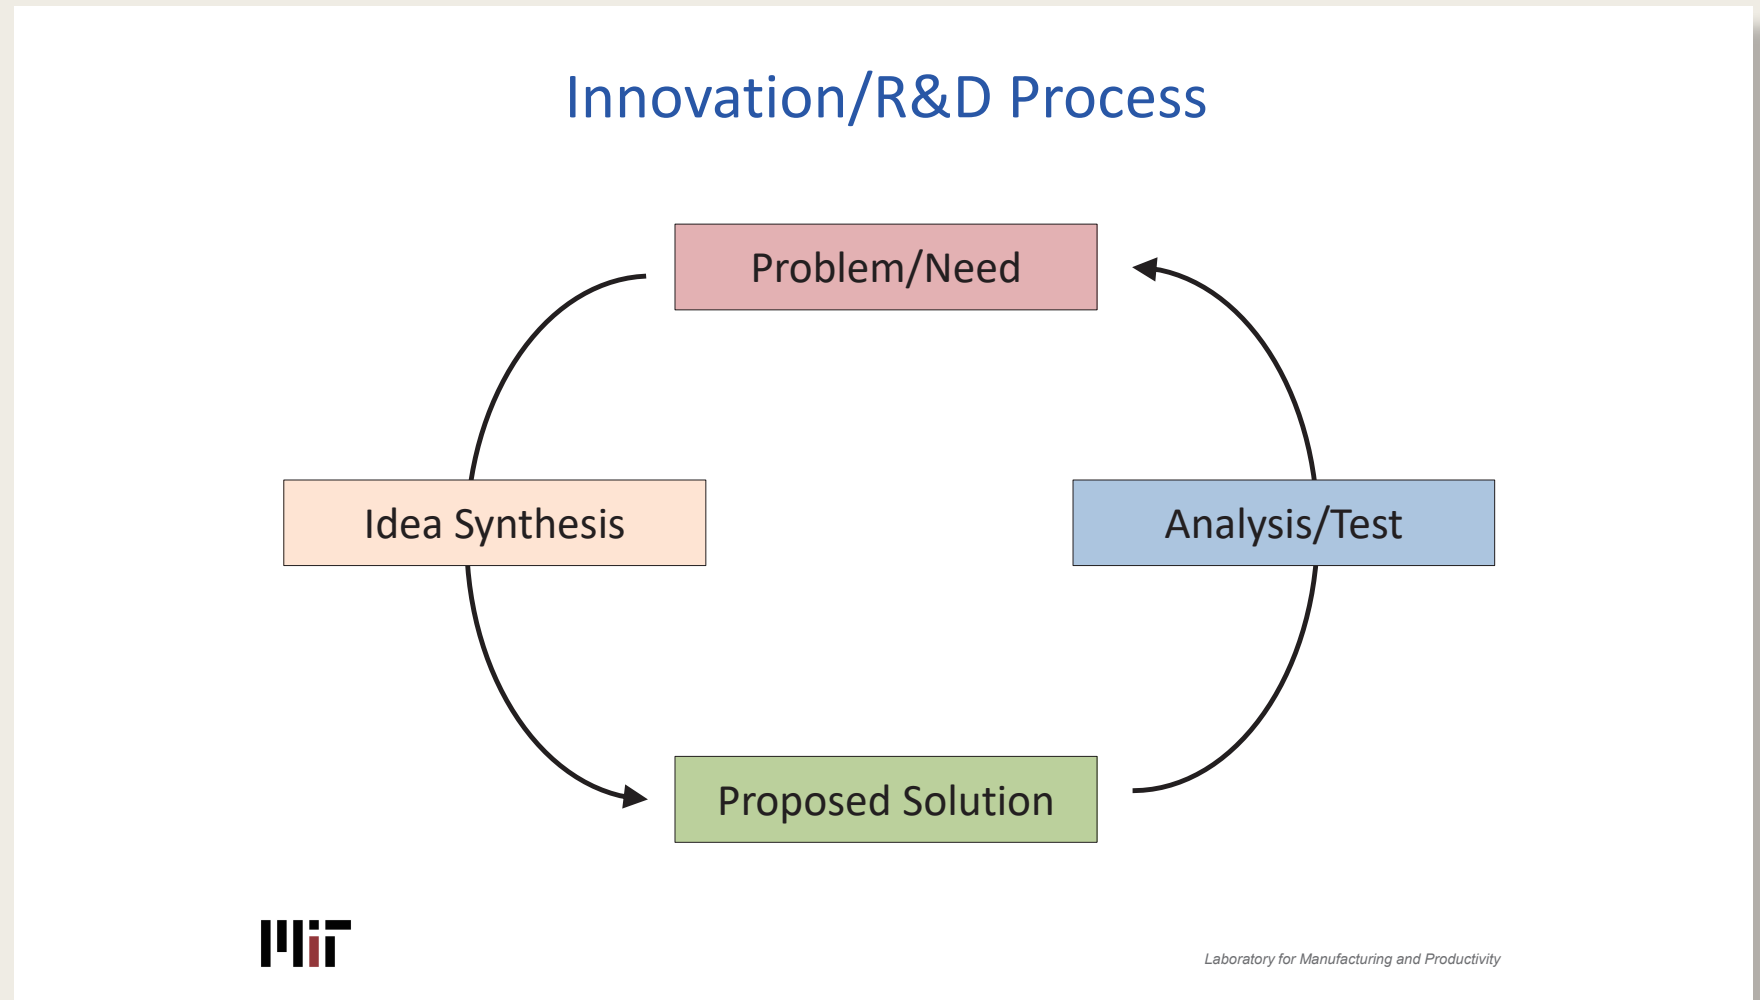 Innovation/R&D Process
Problem/Need
Idea Synthesis
Analysis/Test
Proposed Solution
MIT
Laboratory for Manufacturing and Productivity